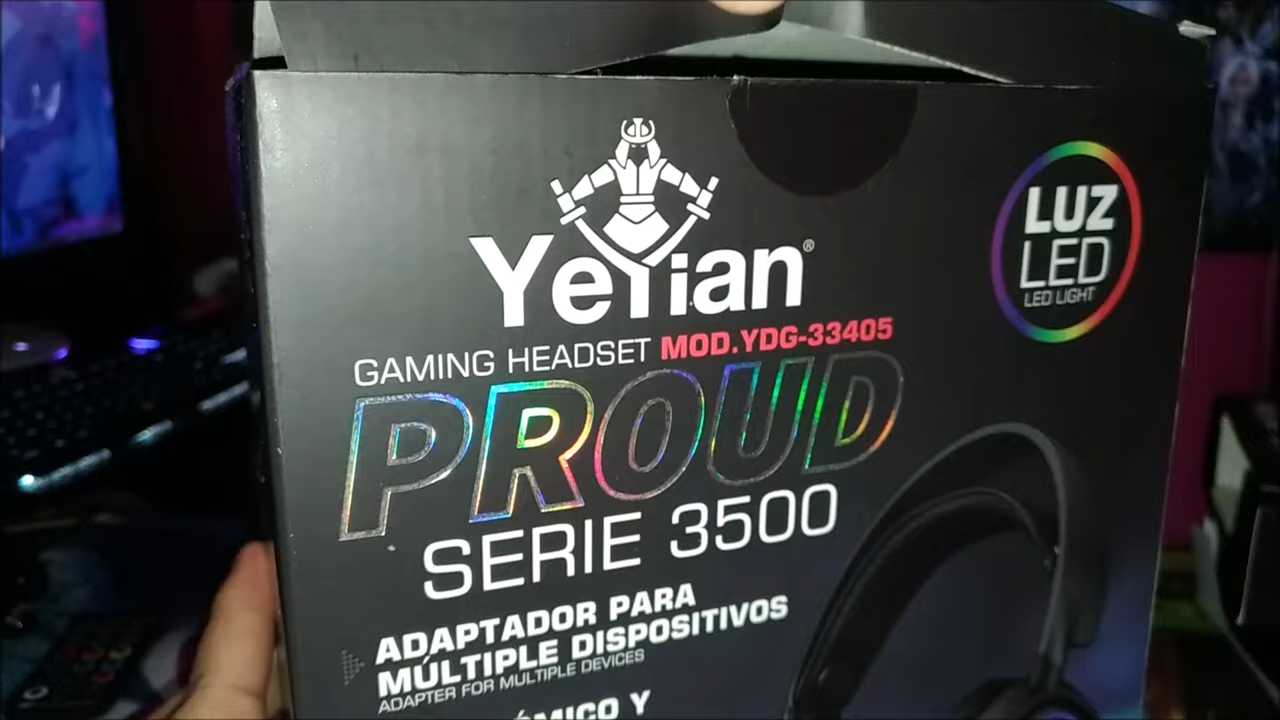 YeYian®
GAMING HEADSET MOD.YDG-33405
PROUD
SERIE 3500
ADAPTADOR PARA
MÚLTIPLE DISPOSITIVOS
ADAPTER FOR MULTIPLE DEVICES
Y
LUZ
LED
LED LIGHT